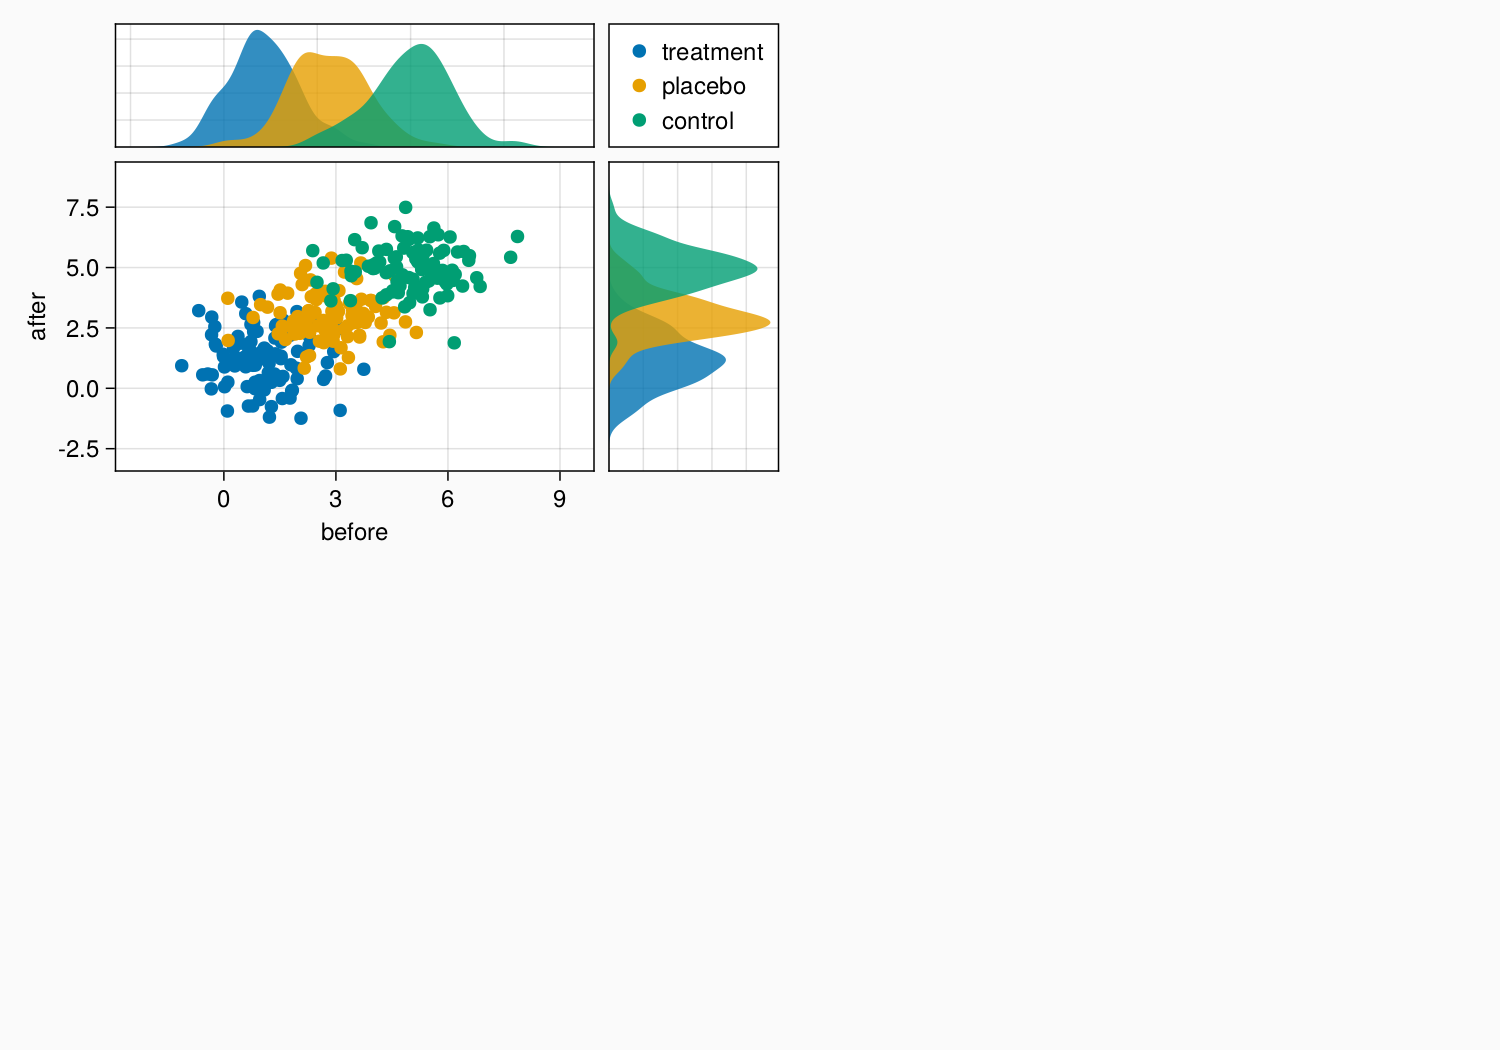 treatment
placebo
control
after
7.5
5.0
2.5
0.0
-2.5
0 3 6 9
before